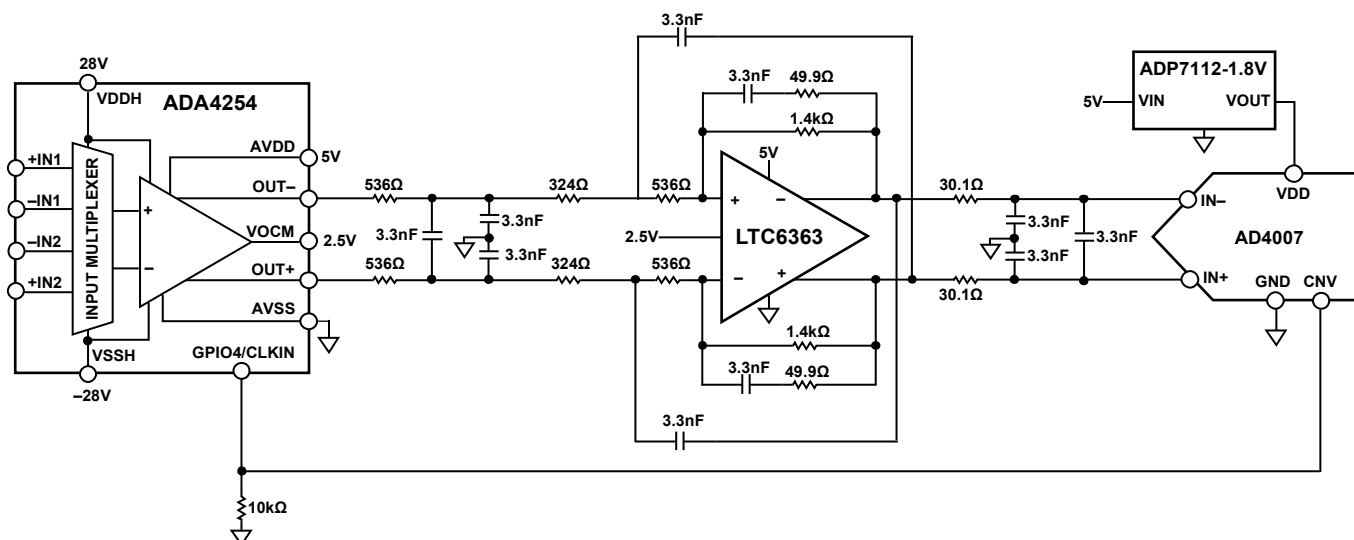 3.3nF
28V
VDDH
ADA4254
3.3nF
49.9Ω
1.4kΩ
5V
ADP7112-1.8V
5V
VIN
VOUT
+IN1
–IN1
–IN2
+IN2
INPUT MULTIPLEXER
+
–
AVDD
5V
OUT–
VOCM
2.5V
OUT+
AVSS
VSSH
–28V
GPIO4/CLKIN
536Ω
324Ω
536Ω
3.3nF
3.3nF
3.3nF
536Ω
324Ω
536Ω
+
–
2.5V
LTC6363
–
+
30.1Ω
3.3nF
3.3nF
3.3nF
30.1Ω
VDD
IN–
AD4007
IN+
GND
CNV
1.4kΩ
3.3nF
49.9Ω
3.3nF
10kΩ